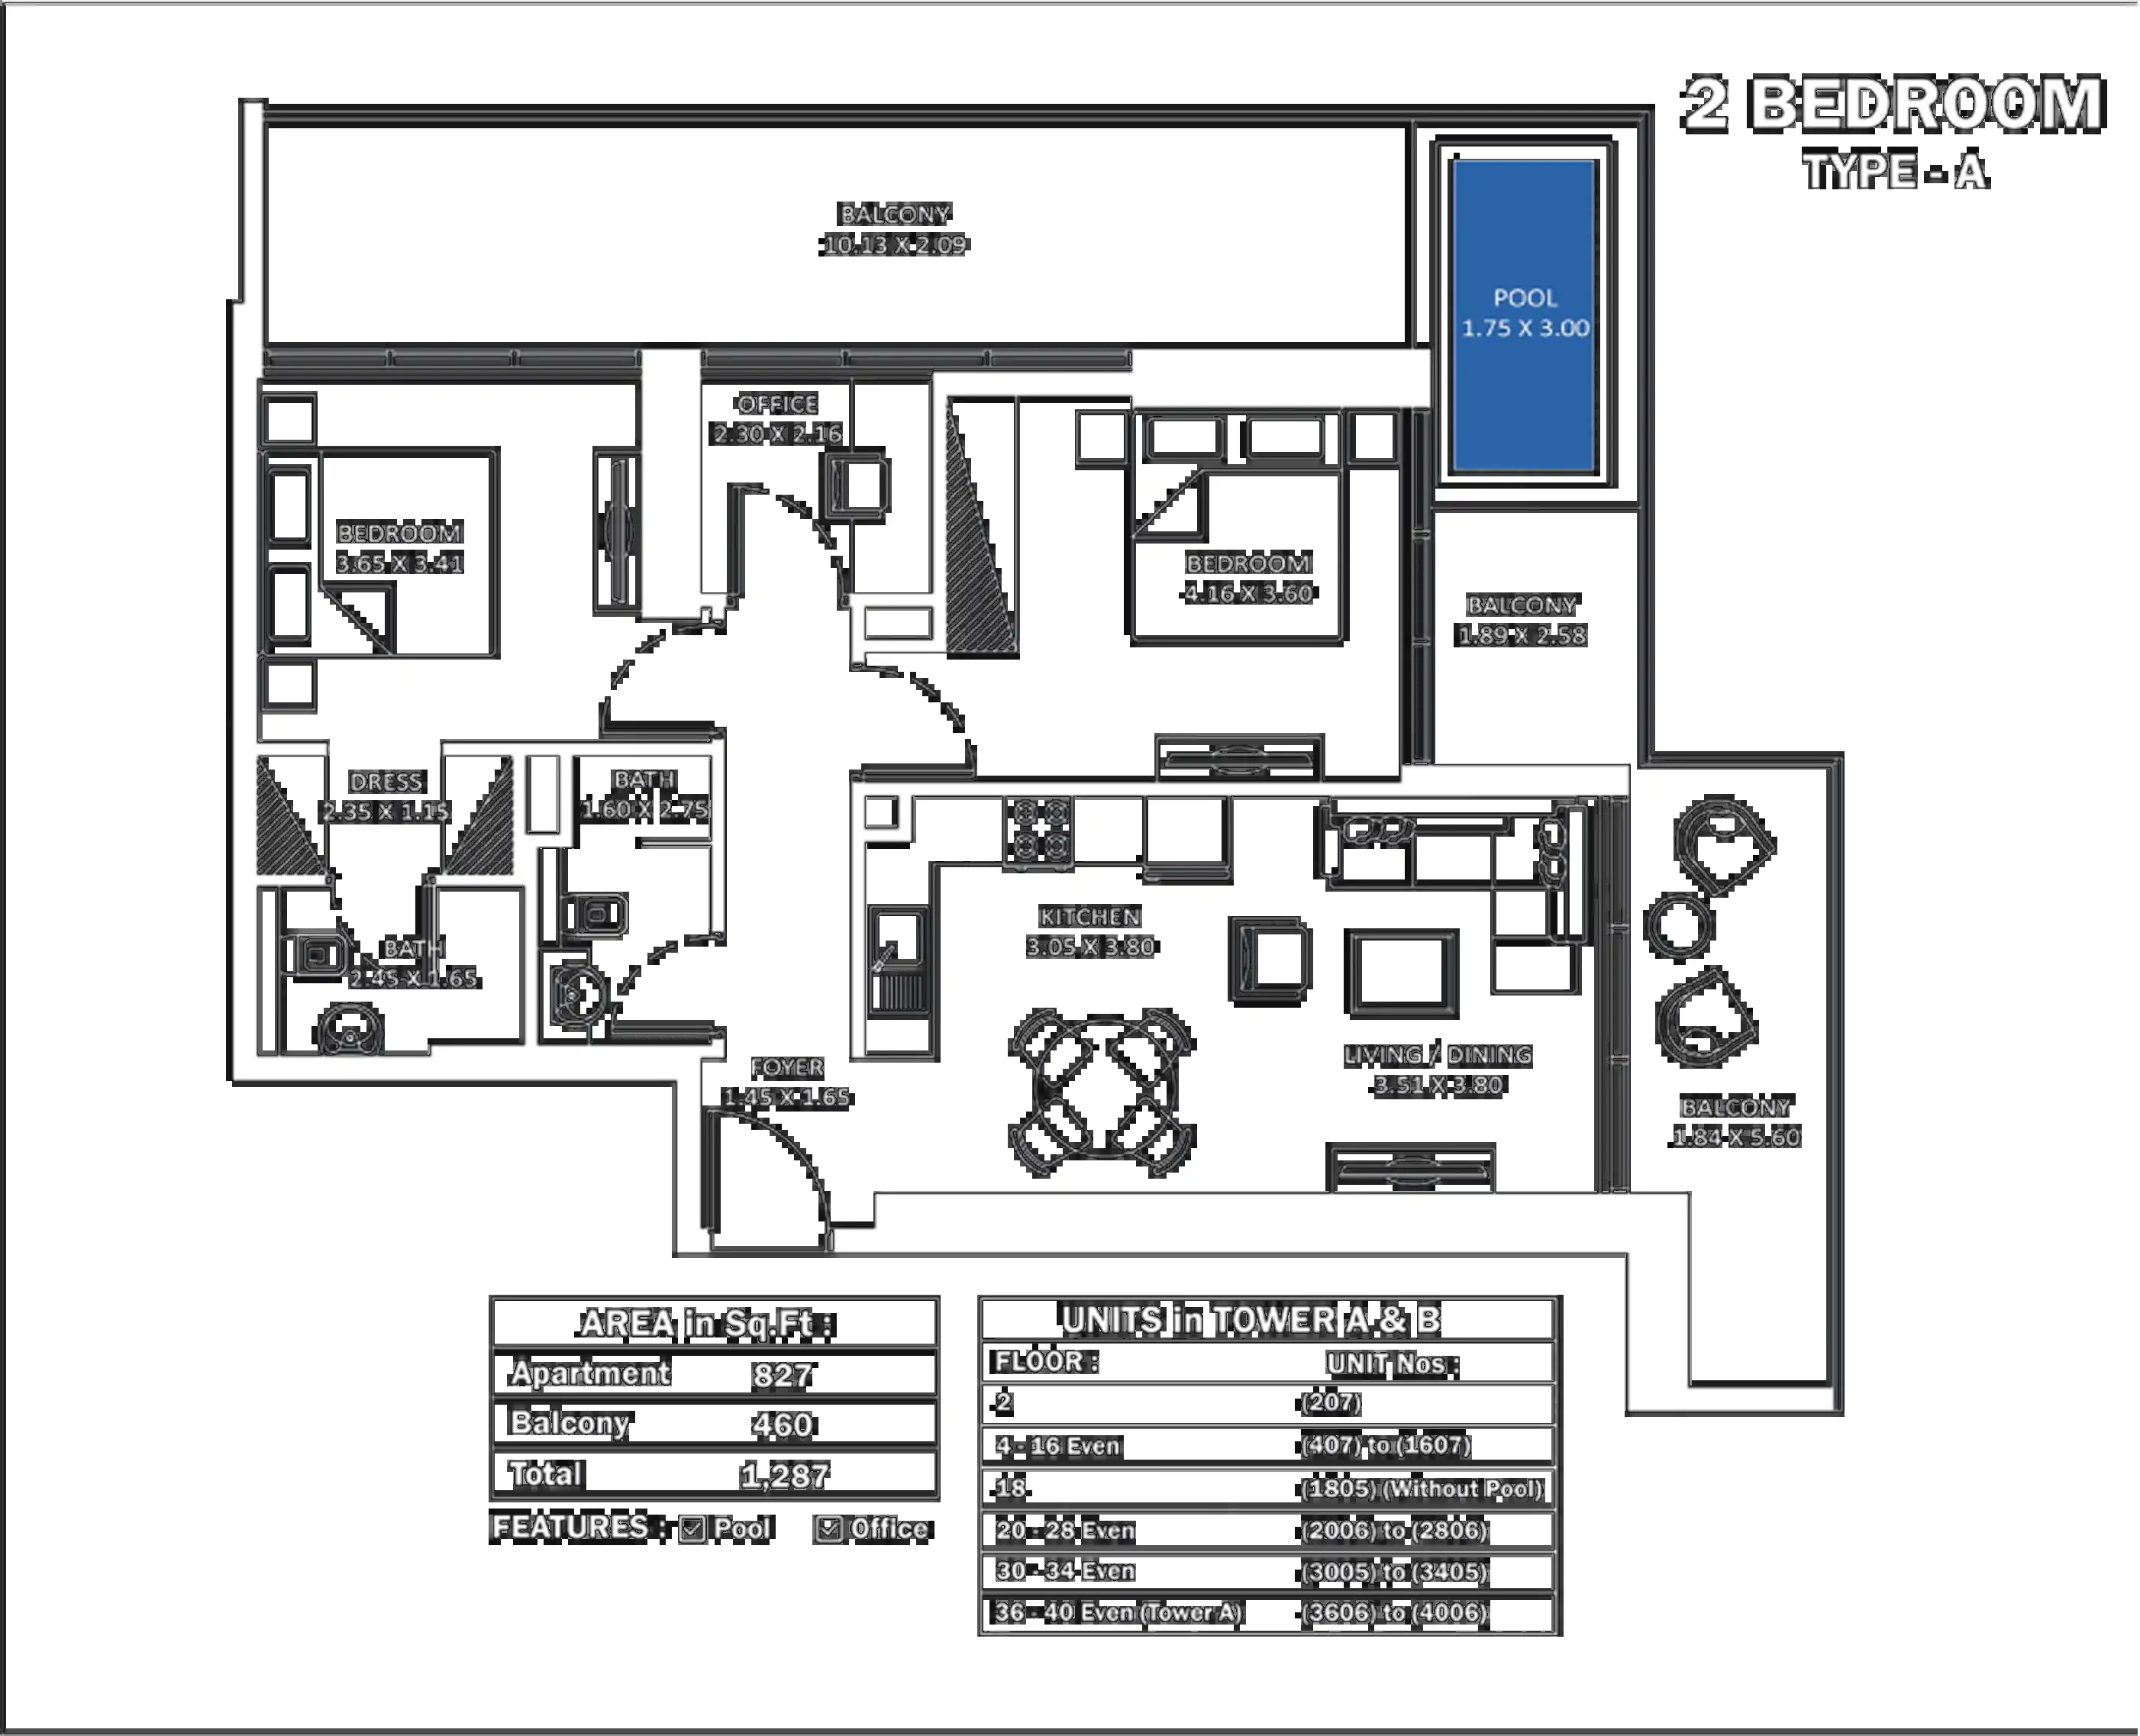 2 BEDROOM
TYPE - A
BALCONY
10.13 X 2.09
POOL
1.75 X 3.00
OFFICE
2.30 X 2.16
BEDROOM
3.65 X 3.41
BEDROOM
4.16 X 3.60
BALCONY
1.89 X 2.58
DRESS
2.35 X 1.15
BATH
1.60 X 2.75
KITCHEN
3.05 X 3.80
BATH
2.45 X 1.65
FOYER
1.45 X 1.65
LIVING / DINING
3.51 X 3.80
BALCONY
1.84 X 5.60
AREA in Sq.Ft :
Apartment 827
Balcony 460
Total 1,287
FEATURES : Pool Office
UNITS in TOWER A & B
FLOOR : UNIT Nos :
2 (207)
4 - 16 Even (407) to (1607)
18 (1805) (Without Pool)
20 - 28 Even (2006) to (2806)
30 - 34 Even (3005) to (3405)
36 - 40 Even (Tower A) (3606) to (4006)